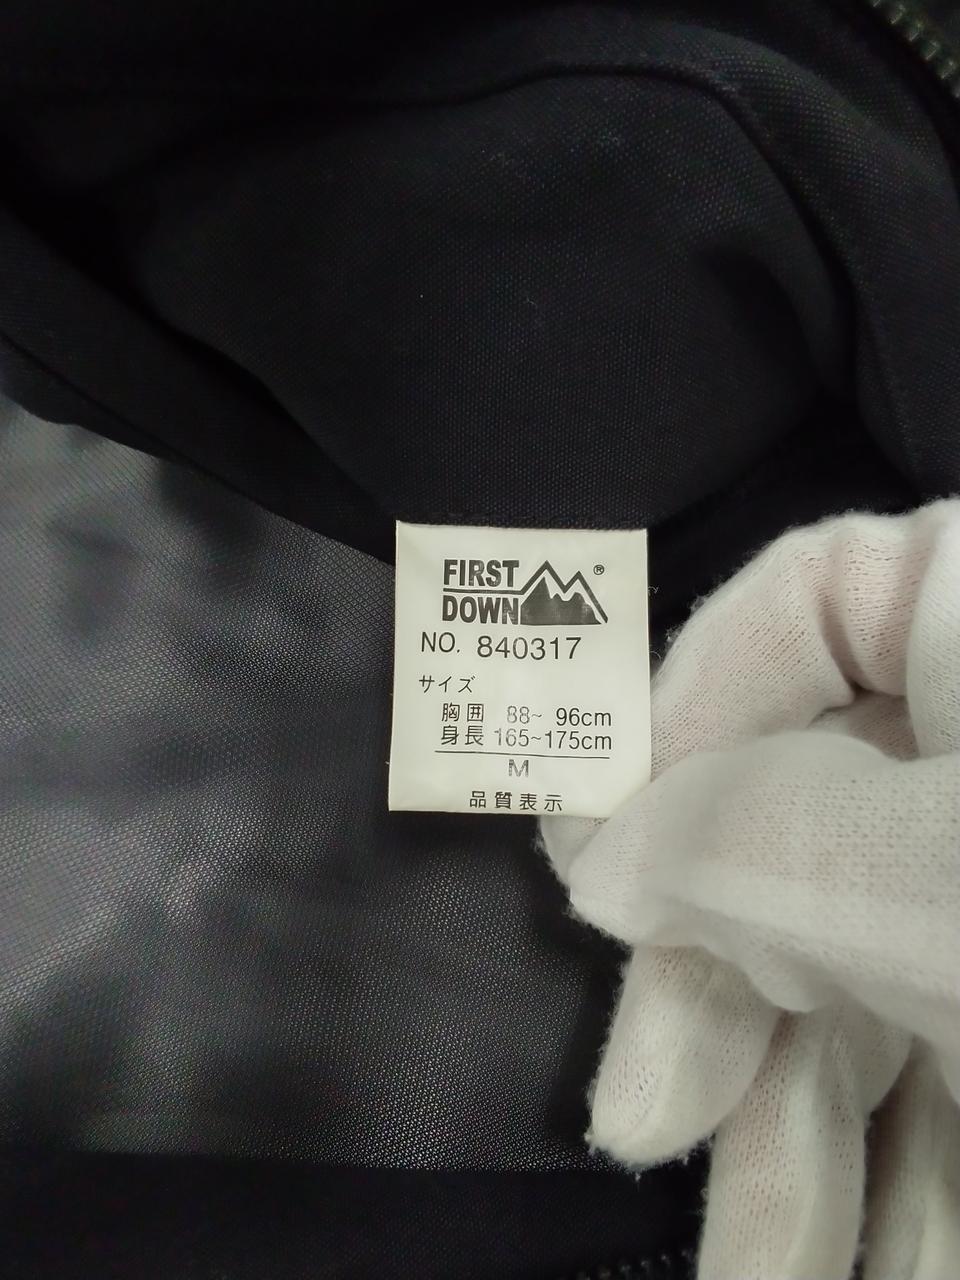 FIRST
DOWN®
NO. 840317
サイズ
胸囲 88~ 96cm
身長 165~175cm
M
品質表示